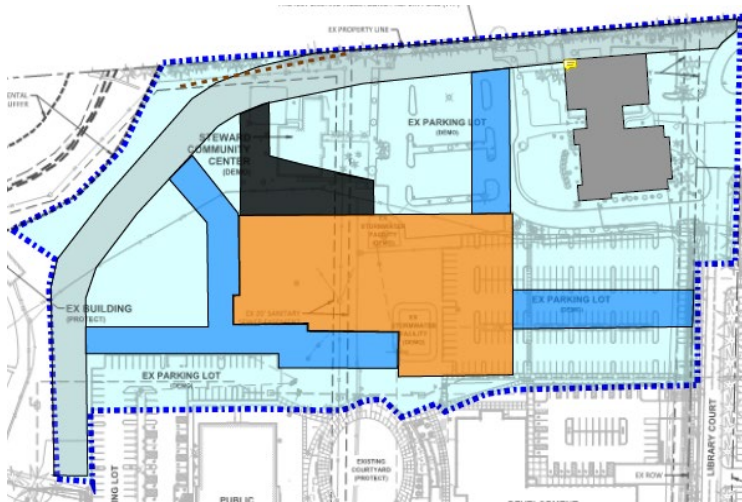 EX PROPERTY LINE
STEWARD
COMMUNITY
CENTER
(DEMO)
EX PARKING LOT
(DEMO)
EX
STORMWATER
FACILITY
(DEMO)
EX BUILDING
(PROTECT)
EX 20' SANITARY
EX
STORMWATER
FACILITY
(DEMO)
EX PARKING LOT
(DEMO)
EX PARKING LOT
(DEMO)
EXISTING
COURTYARD
(PROTECT)
EX ROW
LIBRARY COURT
PUBLIC